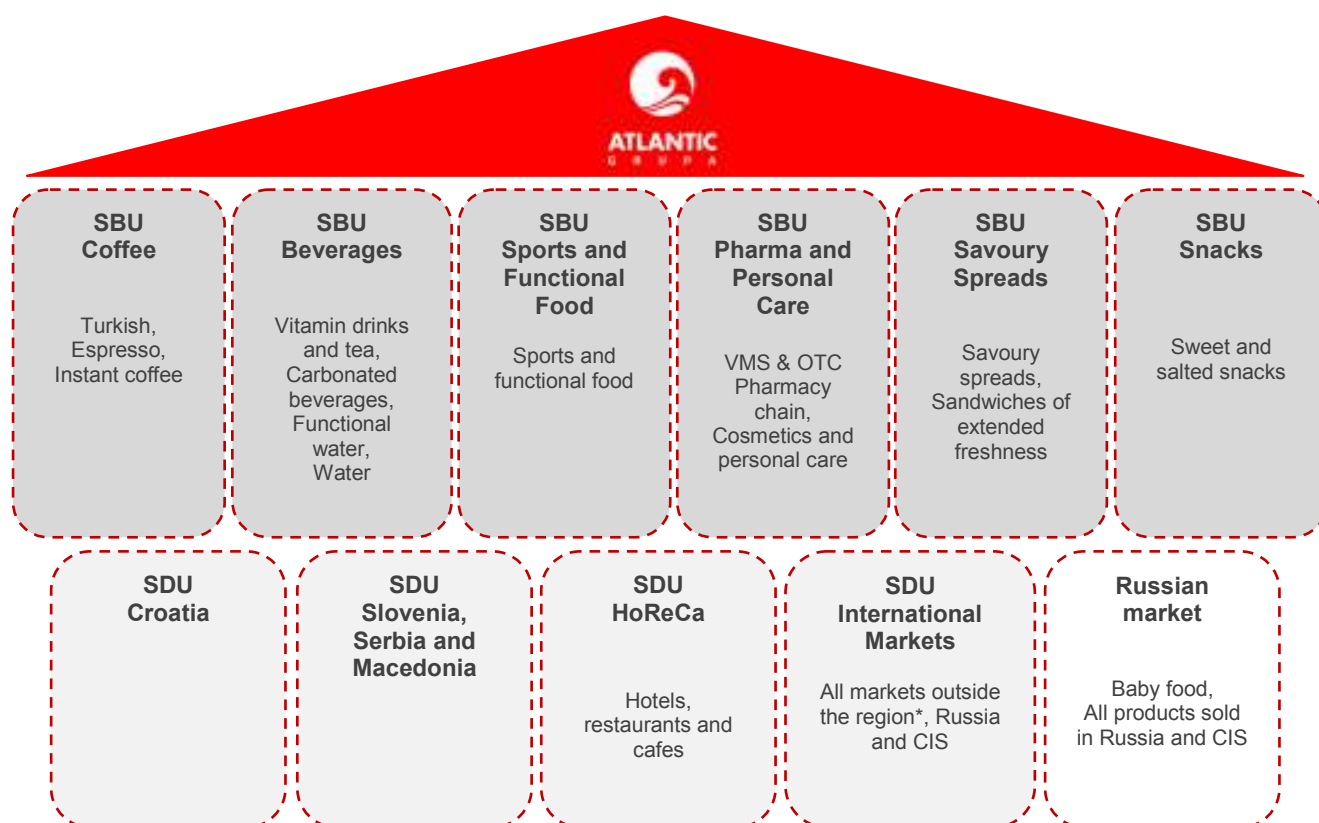 ATLANTIC
GRUPA
SBU
Coffee
Turkish,
Espresso,
Instant coffee
SBU
Beverages
Vitamin drinks
and tea,
Carbonated
beverages,
Functional
water,
Water
SBU
Sports and
Functional
Food
Sports and
functional food
SBU
Pharma and
Personal
Care
VMS & OTC
Pharmacy
chain,
Cosmetics and
personal care
SBU
Savoury
Spreads
Savoury
spreads,
Sandwiches of
extended
freshness
SBU
Snacks
Sweet and
salted snacks
SDU
Croatia
SDU
Slovenia,
Serbia and
Macedonia
SDU
HoReCa
Hotels,
restaurants and
cafes
SDU
International
Markets
All markets outside
the region*, Russia
and CIS
Russian
market
Baby food,
All products sold
in Russia and CIS